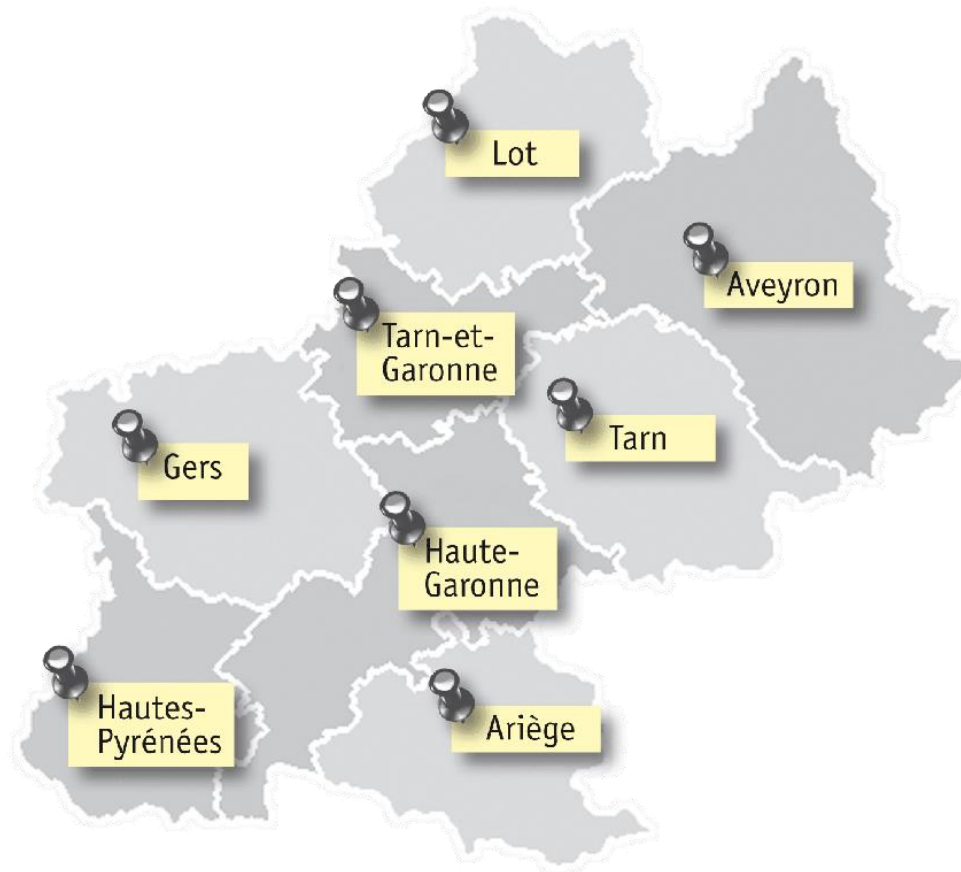 Lot
Aveyron
Tarn-et-
Garonne
Tarn
Gers
Haute-
Garonne
Hautes-
Pyrénées
Ariège